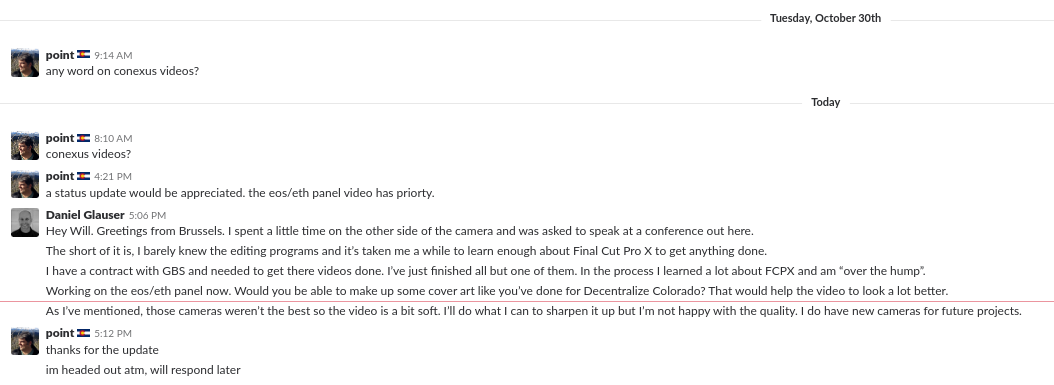 Tuesday, October 30th
point 9:14 AM
any word on conexus videos?
Today
point 8:10 AM
conexus videos?
point 4:21 PM
a status update would be appreciated. the eos/eth panel video has priorty.
Daniel Glauser 5:06 PM
Hey Will. Greetings from Brussels. I spent a little time on the other side of the camera and was asked to speak at a conference out here.
The short of it is, I barely knew the editing programs and it’s taken me a while to learn enough about Final Cut Pro X to get anything done.
I have a contract with GBS and needed to get there videos done. I’ve just finished all but one of them. In the process I learned a lot about FCPX and am “over the hump”.
Working on the eos/eth panel now. Would you be able to make up some cover art like you’ve done for Decentralize Colorado? That would help the video to look a lot better.
As I’ve mentioned, those cameras weren’t the best so the video is a bit soft. I’ll do what I can to sharpen it up but I’m not happy with the quality. I do have new cameras for future projects.
point 5:12 PM
thanks for the update
im headed out atm, will respond later